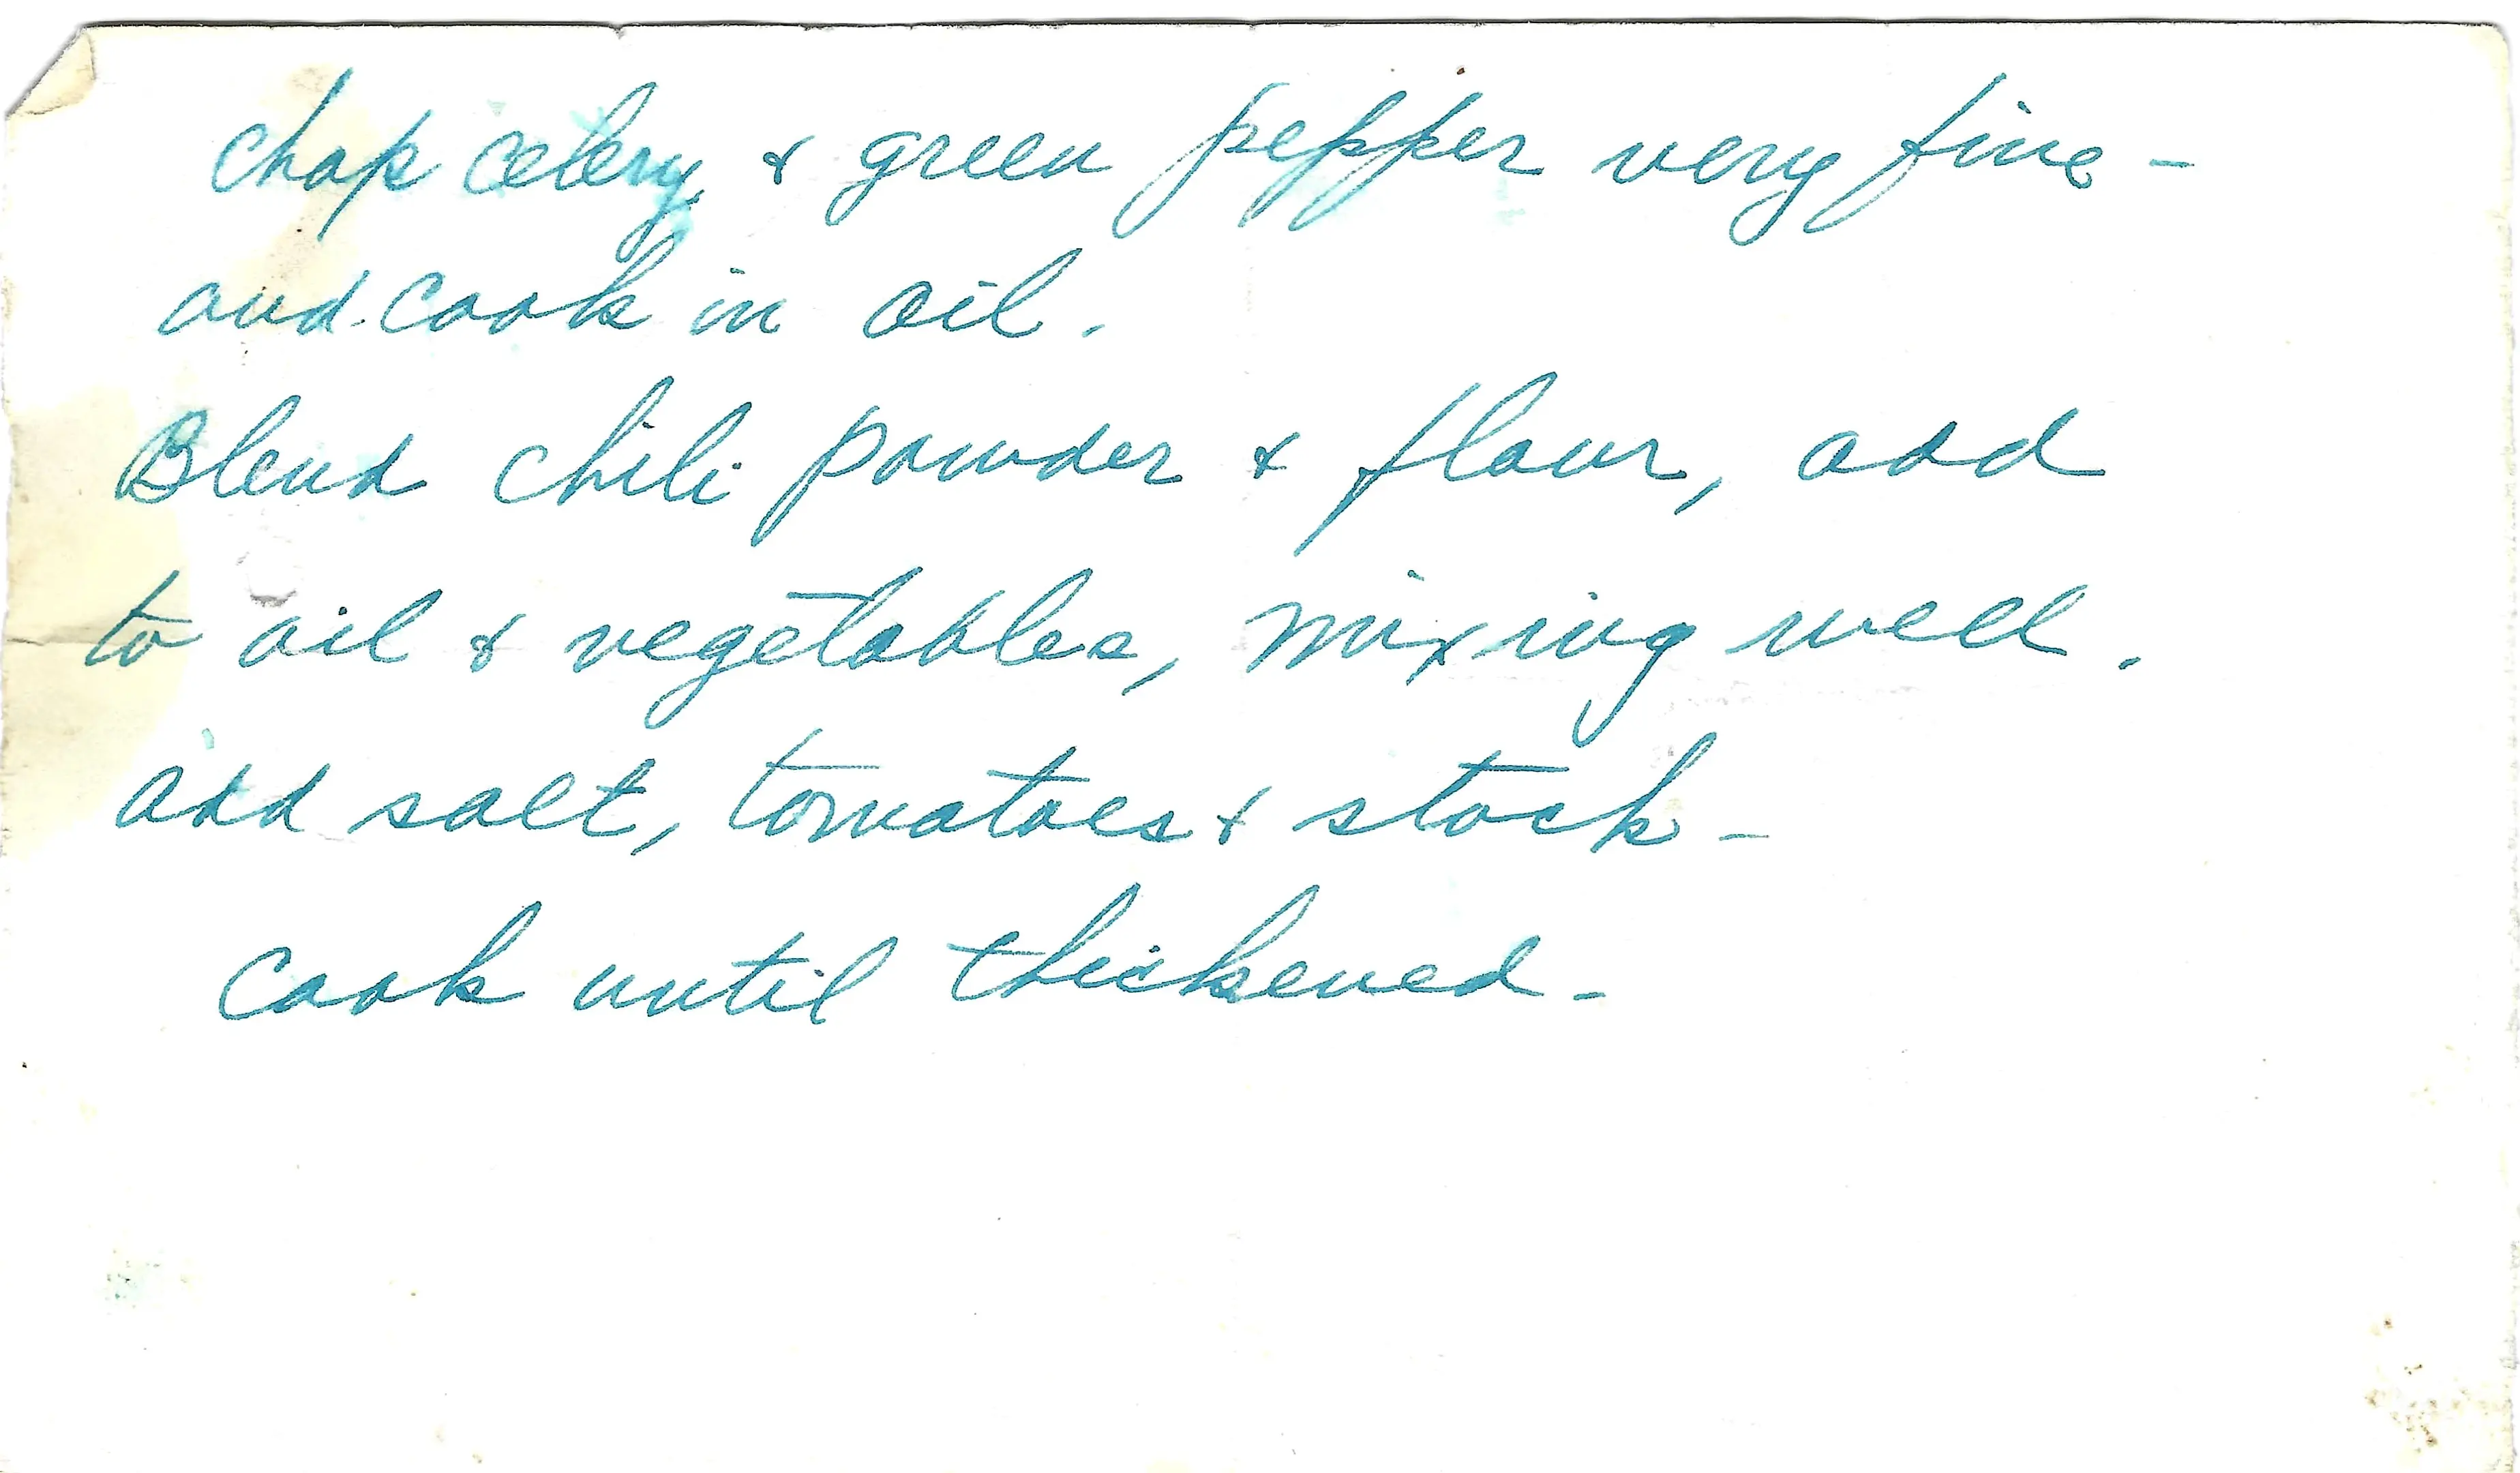 Chop celery & green pepper very fine -
and cook in oil.
Blend chili powder & flour, add
to oil & vegetables, mixing well.
add salt, tomatoes & stock -
Cook until thickened -